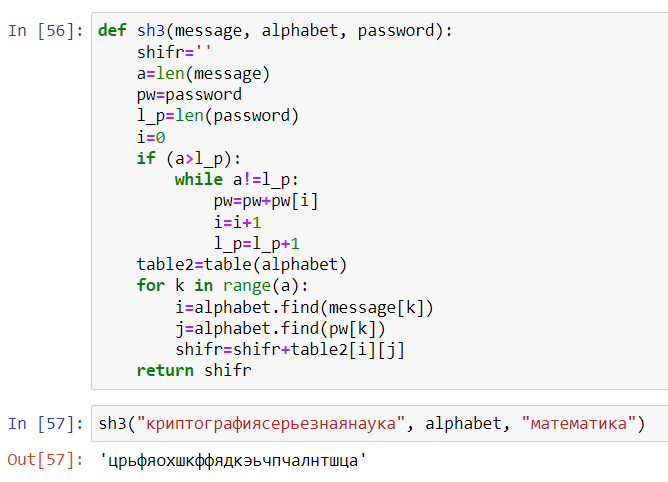 In [56]: def sh3(message, alphabet, password):
    shifr=''
    a=len(message)
    pw=password
    l_p=len(password)
    i=0
    if (a>l_p):
        while a!=l_p:
            pw=pw+pw[i]
            i=i+1
            l_p=l_p+1
    table2=table(alphabet)
    for k in range(a):
        i=alphabet.find(message[k])
        j=alphabet.find(pw[k])
        shifr=shifr+table2[i][j]
    return shifr
In [57]: sh3("криптографиясерьезнаянаука", alphabet, "математика")
Out[57]: 'црьфяохшкффядкэьчпчалнтшца'